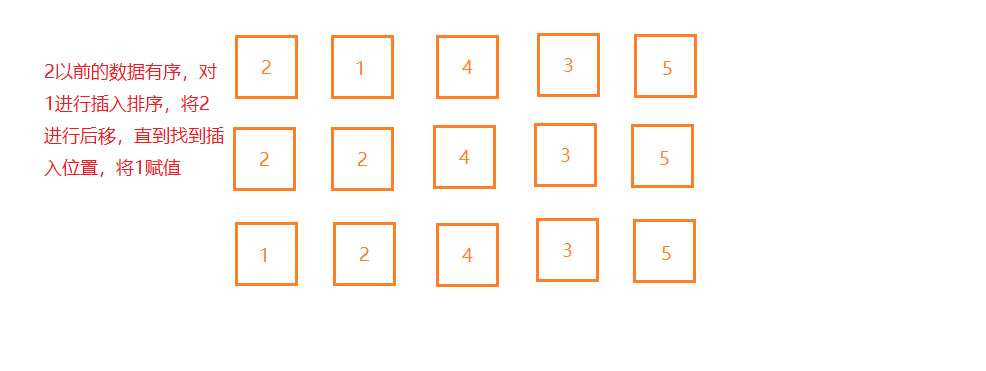 2以前的数据有序，对
1进行插入排序，将2
进行后移，直到找到插
入位置，将1赋值
2 1 4 3 5
2 2 4 3 5
1 2 4 3 5